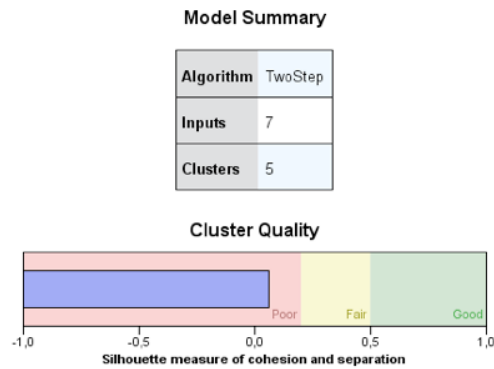 Model Summary
Algorithm TwoStep
Inputs 7
Clusters 5
Cluster Quality
Poor Fair Good
-1,0 -0,5 0,0 0,5 1,0
Silhouette measure of cohesion and separation